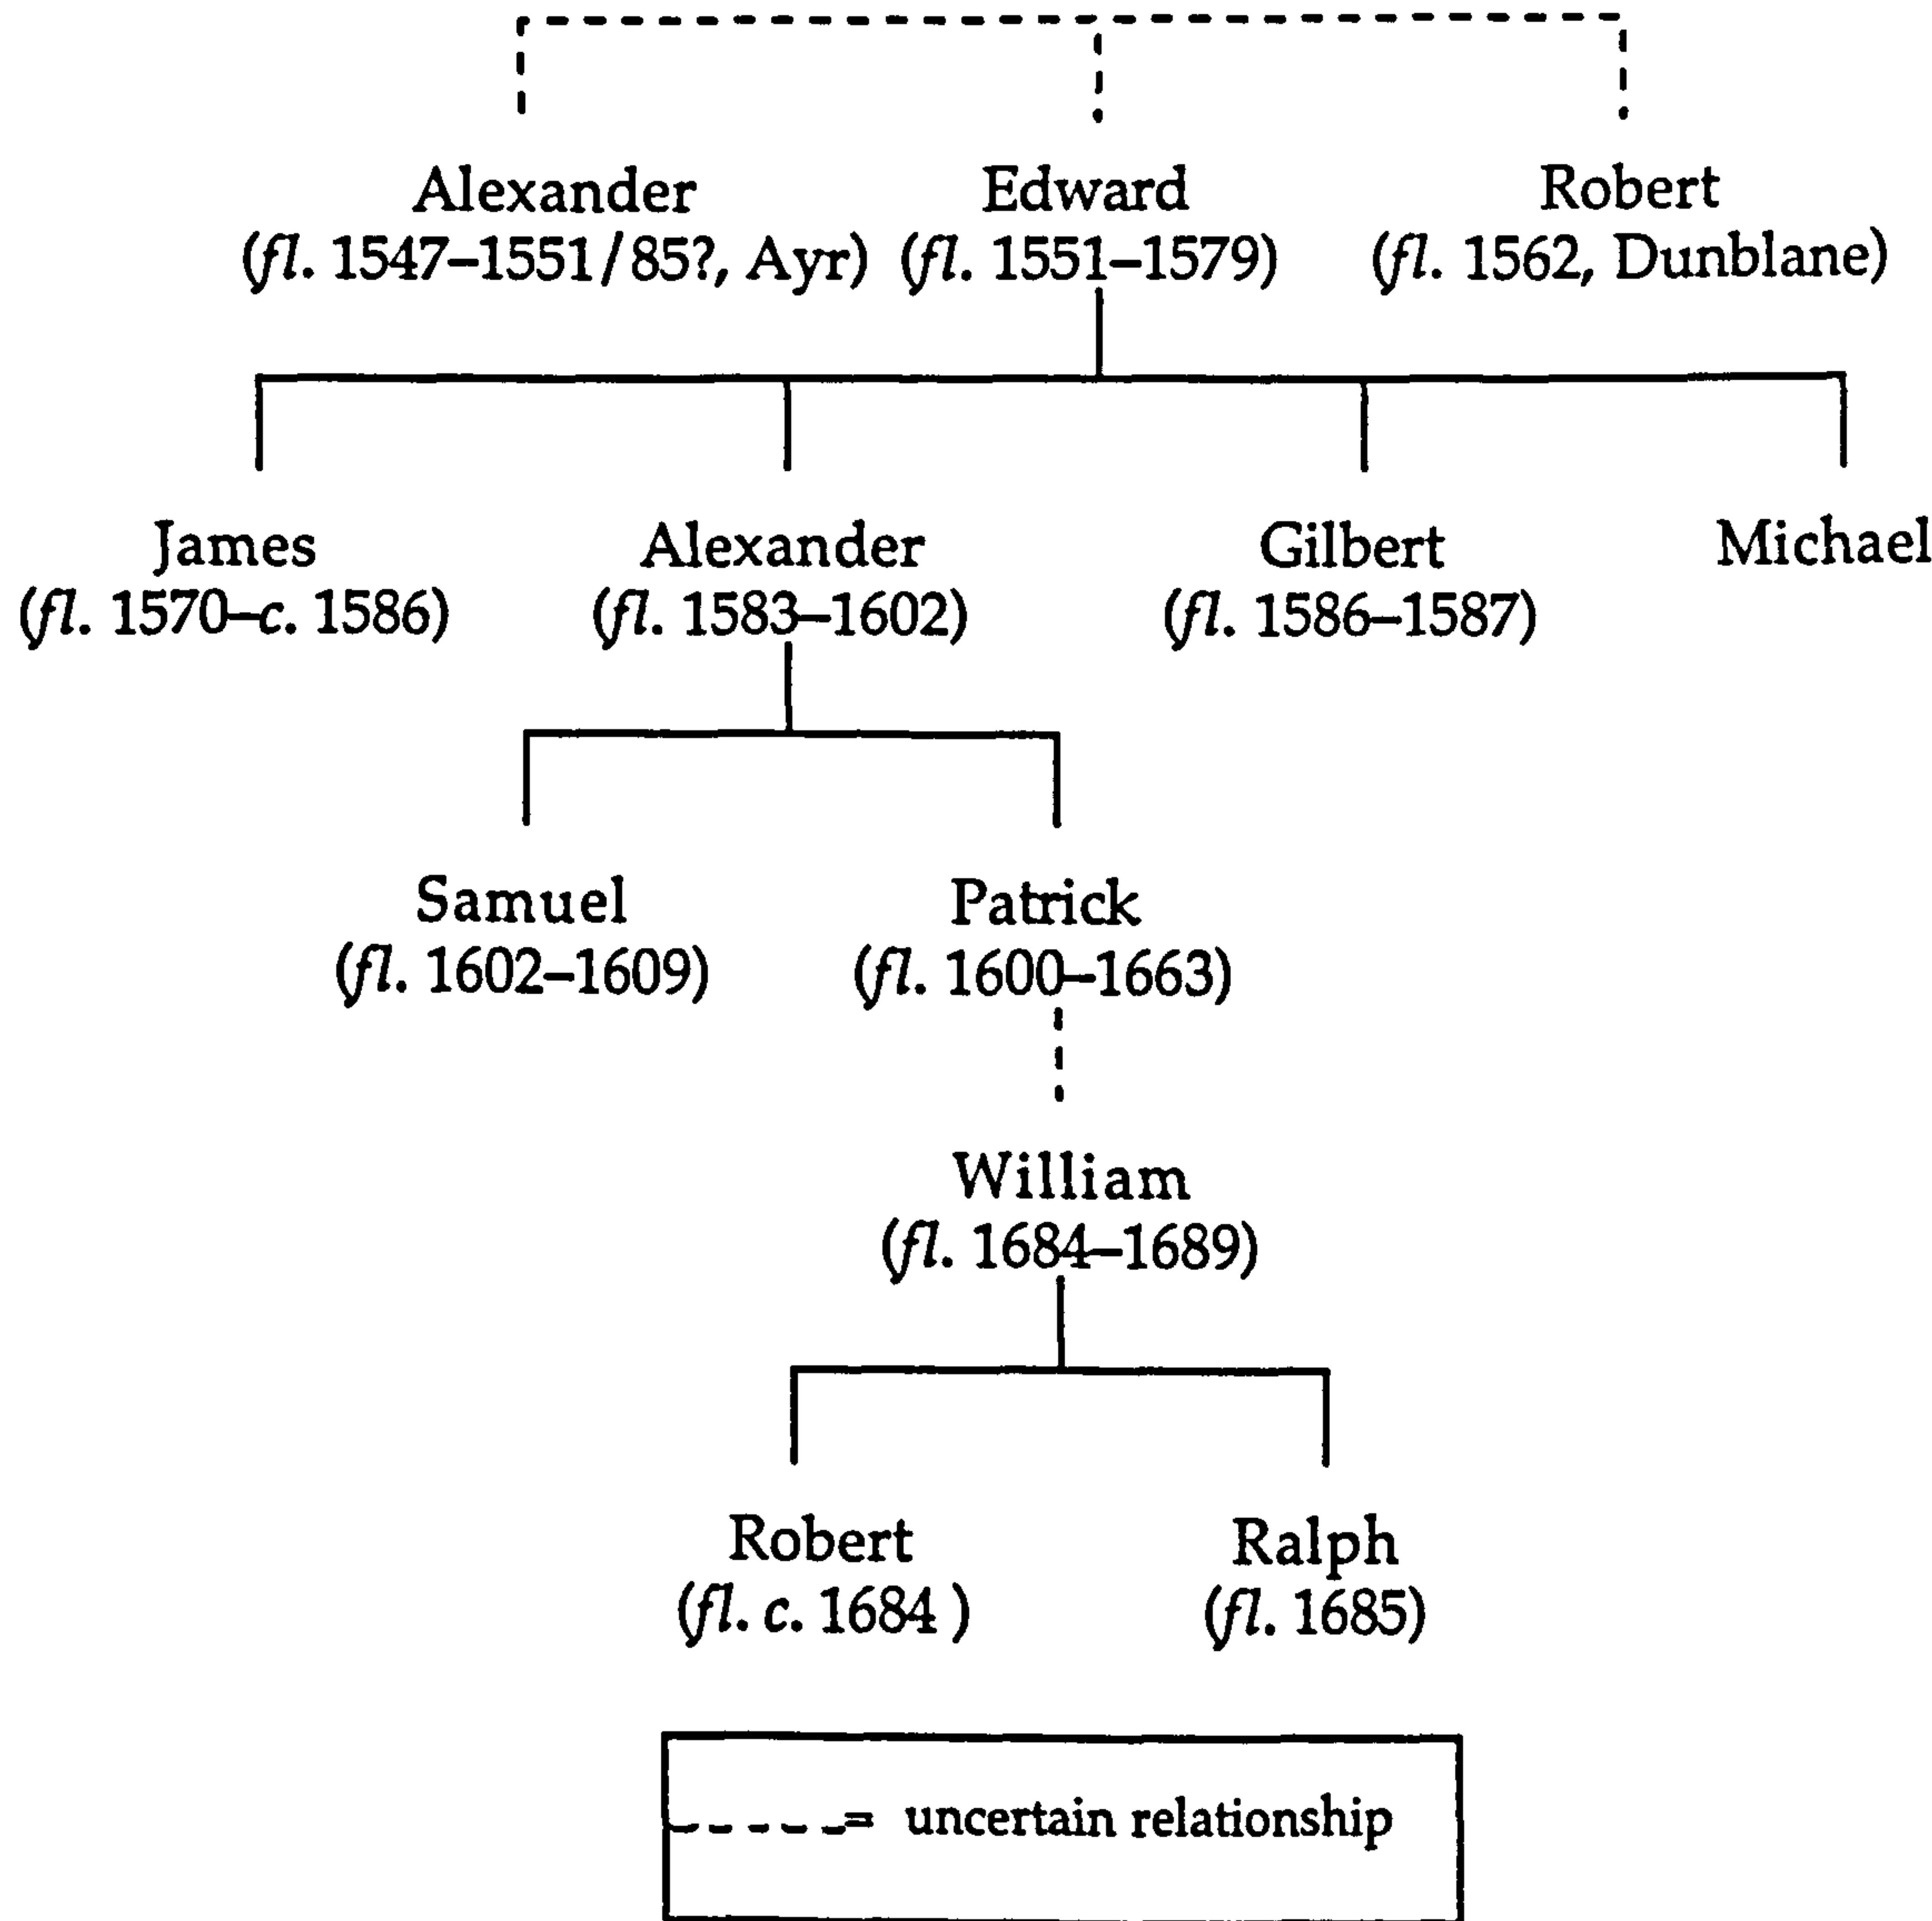 Alexander Edward Robert
(fl. 1547–1551/85?, Ayr) (fl. 1551–1579) (fl. 1562, Dunblane)
James Alexander Gilbert Michael
(fl. 1570–c. 1586) (fl. 1583–1602) (fl. 1586–1587)
Samuel Patrick
(fl. 1602–1609) (fl. 1600–1663)
William
(fl. 1684–1689)
Robert Ralph
(fl. c. 1684 ) (fl. 1685)
= uncertain relationship